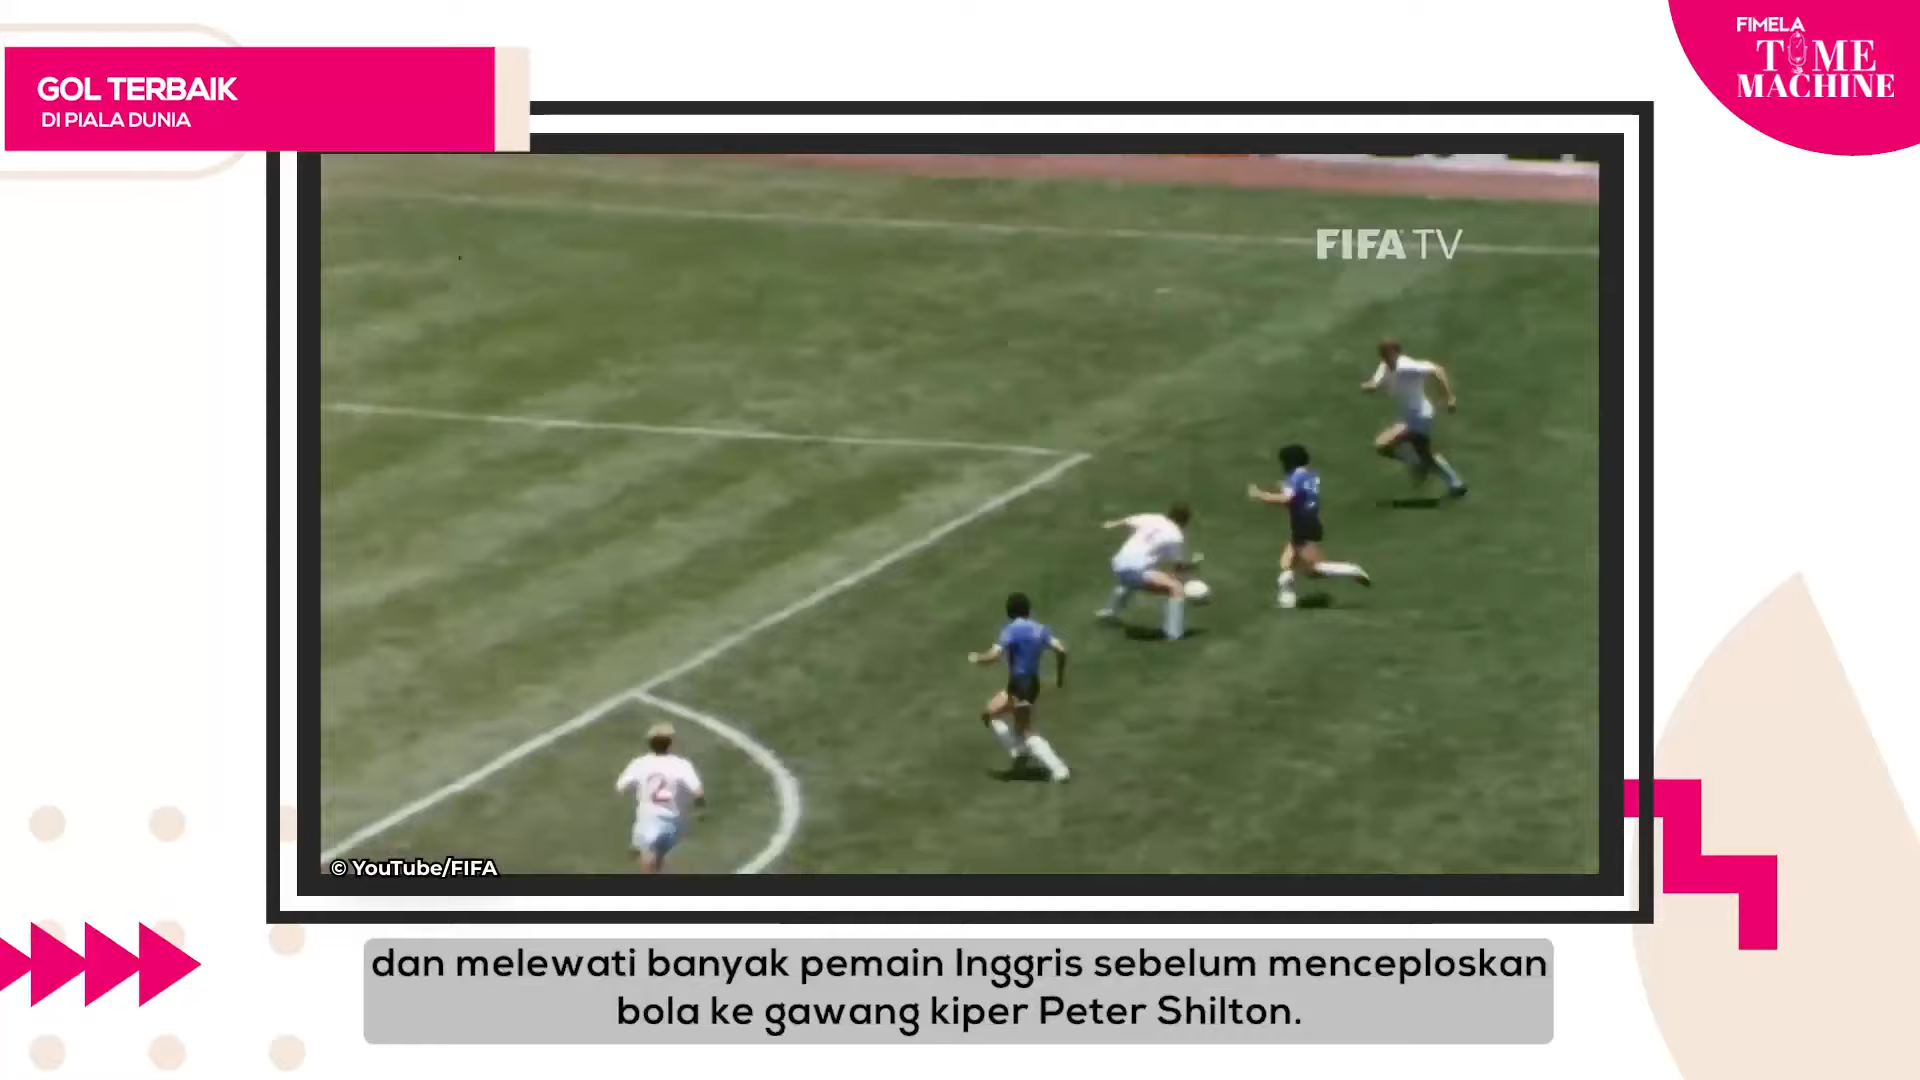 GOL TERBAIK
DI PIALA DUNIA
FIMELA
TIME
MACHINE
FIFA TV
2
© YouTube/FIFA
dan melewati banyak pemain Inggris sebelum menceploskan
bola ke gawang kiper Peter Shilton.